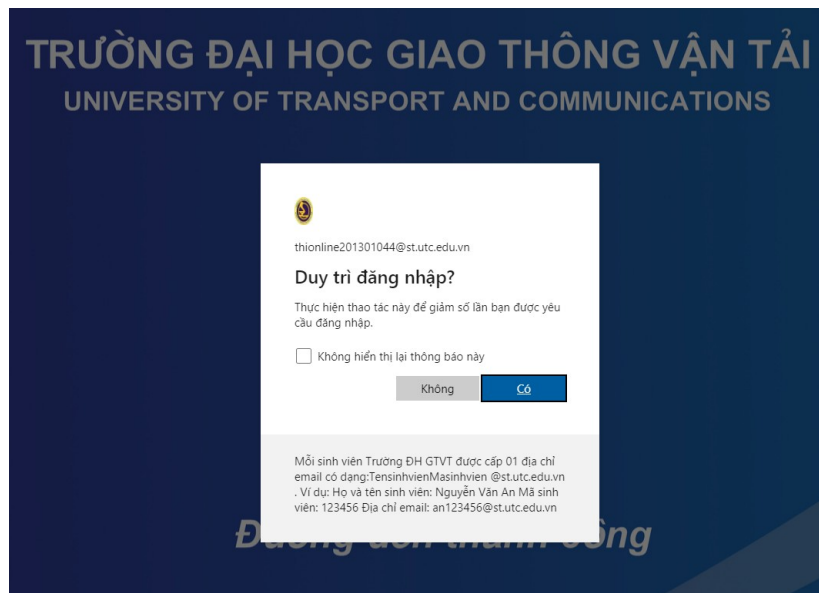 TRƯỜNG ĐẠI HỌC GIAO THÔNG VẬN TẢI
UNIVERSITY OF TRANSPORT AND COMMUNICATIONS
thionline201301044@st.utc.edu.vn
Duy trì đăng nhập?
Thực hiện thao tác này để giảm số lần bạn được yêu
cầu đăng nhập.
Không hiển thị lại thông báo này
Không
Có
Mỗi sinh viên Trường ĐH GTVT được cấp 01 địa chỉ
email có dạng:TensinhvienMasinhvien @st.utc.edu.vn
. Ví dụ: Họ và tên sinh viên: Nguyễn Văn An Mã sinh
viên: 123456 Địa chỉ email: an123456@st.utc.edu.vn